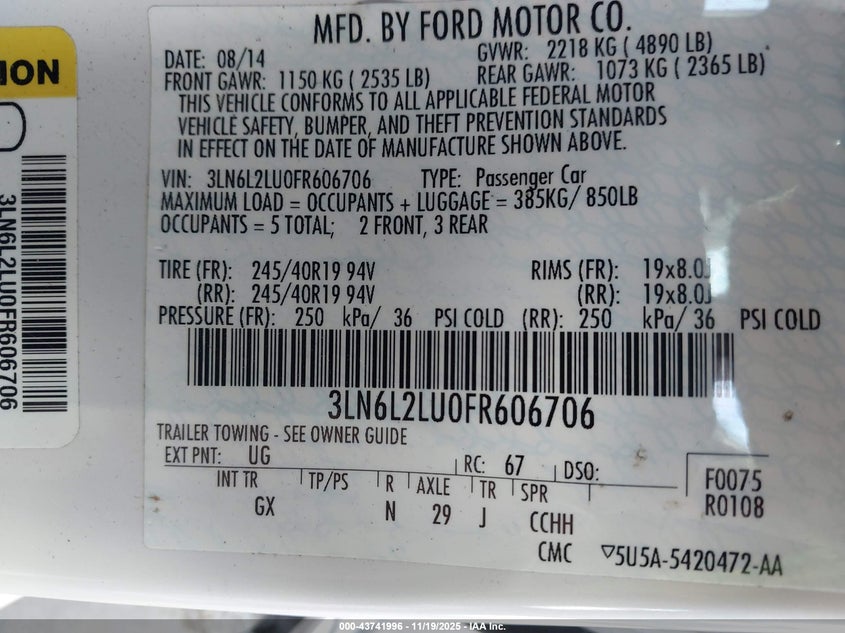 MFD. BY FORD MOTOR CO.
DATE: 08/14 GVWR: 2218 KG ( 4890 LB)
FRONT GAWR: 1150 KG ( 2535 LB) REAR GAWR: 1073 KG ( 2365 LB)
THIS VEHICLE CONFORMS TO ALL APPLICABLE FEDERAL MOTOR
VEHICLE SAFETY, BUMPER, AND THEFT PREVENTION STANDARDS
IN EFFECT ON THE DATE OF MANUFACTURE SHOWN ABOVE.
VIN: 3LN6L2LU0FR606706 TYPE: Passenger Car
MAXIMUM LOAD = OCCUPANTS + LUGGAGE = 385KG/ 850LB
OCCUPANTS = 5 TOTAL; 2 FRONT, 3 REAR
TIRE (FR): 245/40R19 94V RIMS (FR): 19x8.0J
(RR): 245/40R19 94V (RR): 19x8.0J
PRESSURE (FR): 250 kPa/ 36 PSI COLD (RR): 250 kPa/ 36 PSI COLD
3LN6L2LU0FR606706
TRAILER TOWING - SEE OWNER GUIDE
EXT PNT: UG RC: 67 DSO:
INT TR TP/PS R AXLE TR SPR F0075
GX N 29 J CCHH R0108
CMC ▽5U5A-5420472-AA
3LN6L2LU0FR606706
000-43741996 - 11/19/2025 - IAA Inc.